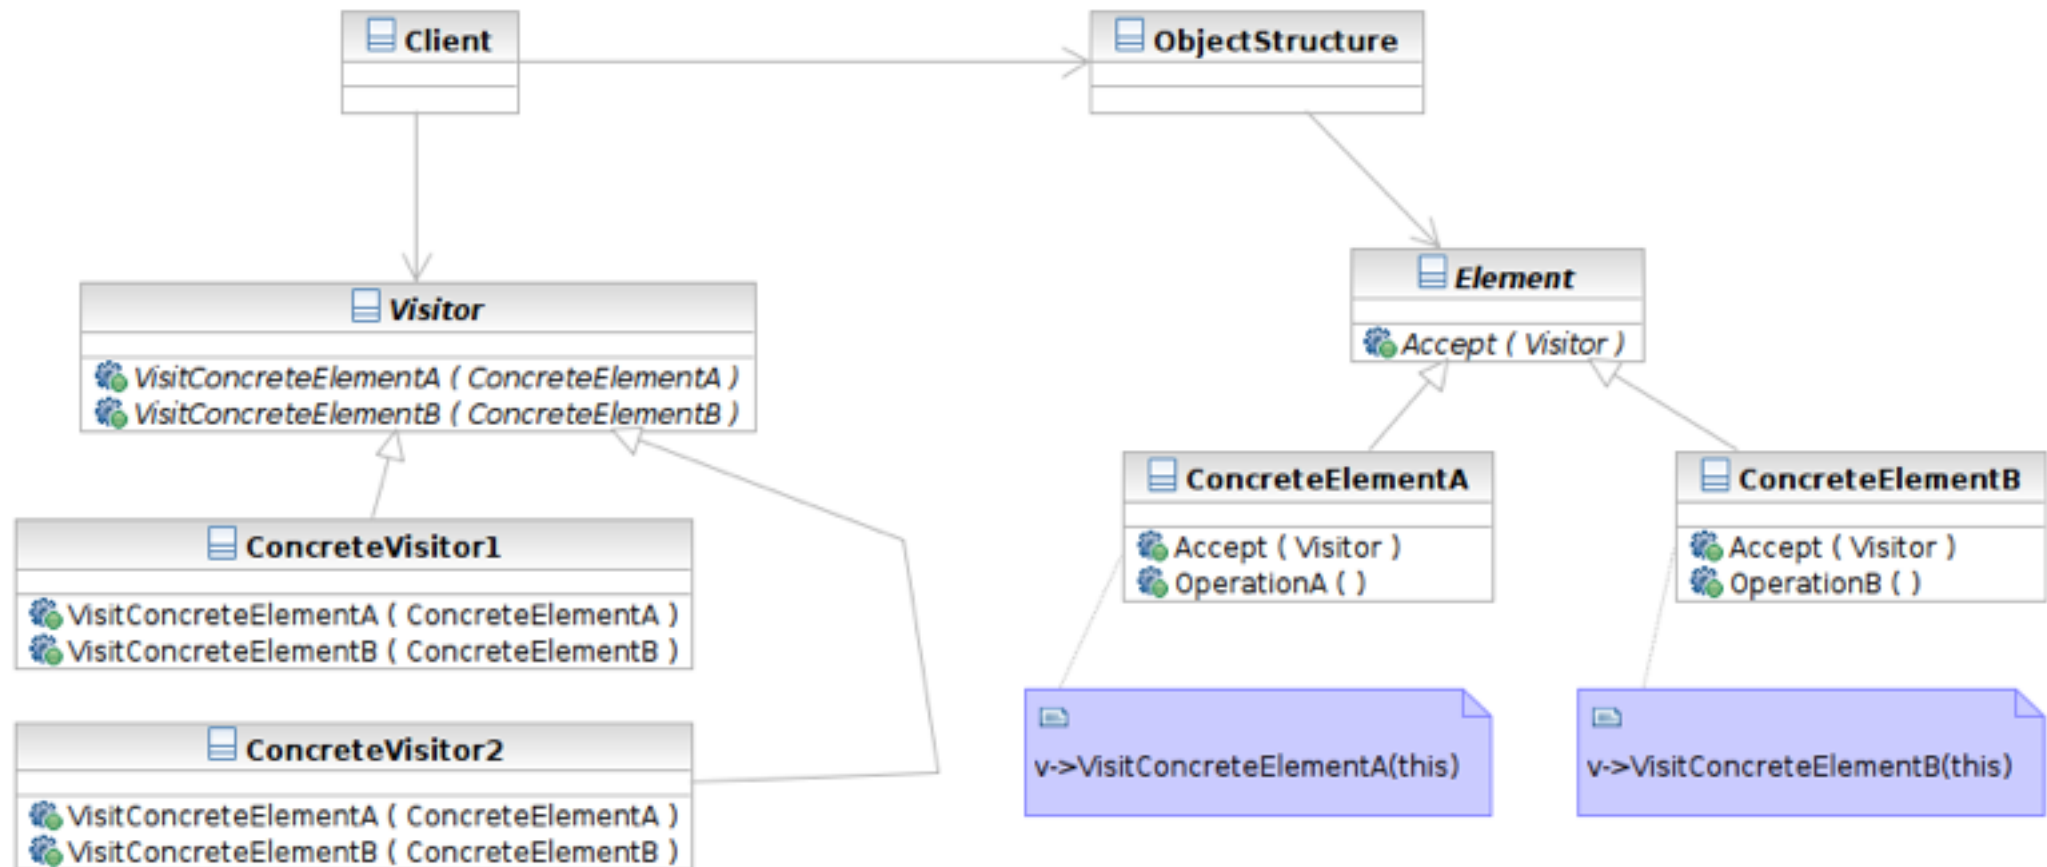 Client
ObjectStructure
Visitor
VisitConcreteElementA ( ConcreteElementA )
VisitConcreteElementB ( ConcreteElementB )
Element
Accept ( Visitor )
ConcreteVisitor1
VisitConcreteElementA ( ConcreteElementA )
VisitConcreteElementB ( ConcreteElementB )
ConcreteElementA
Accept ( Visitor )
OperationA ( )
ConcreteElementB
Accept ( Visitor )
OperationB ( )
ConcreteVisitor2
VisitConcreteElementA ( ConcreteElementA )
VisitConcreteElementB ( ConcreteElementB )
v->VisitConcreteElementA(this)
v->VisitConcreteElementB(this)